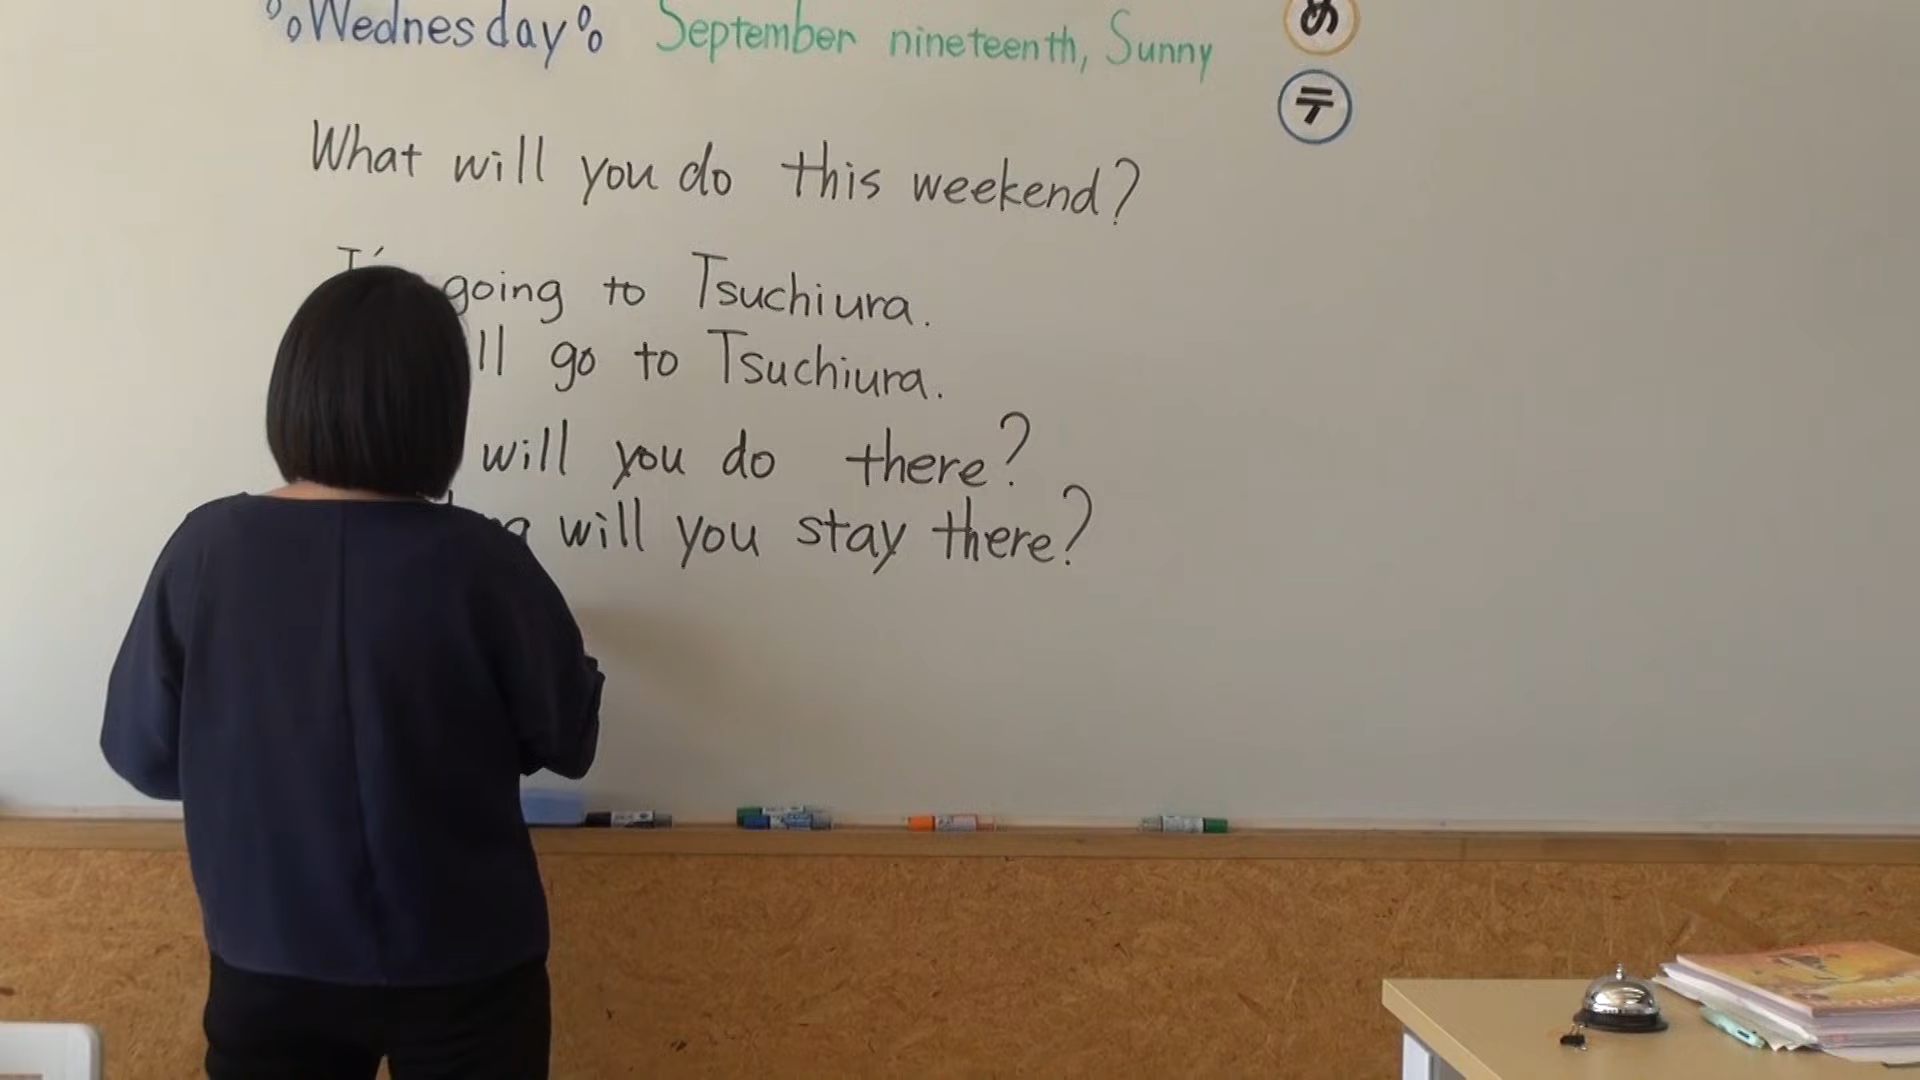 Wednesday September nineteenth, Sunny
め
テ
What will you do this weekend?
going to Tsuchiura.
go to Tsuchiura.
will you do there?
will you stay there?